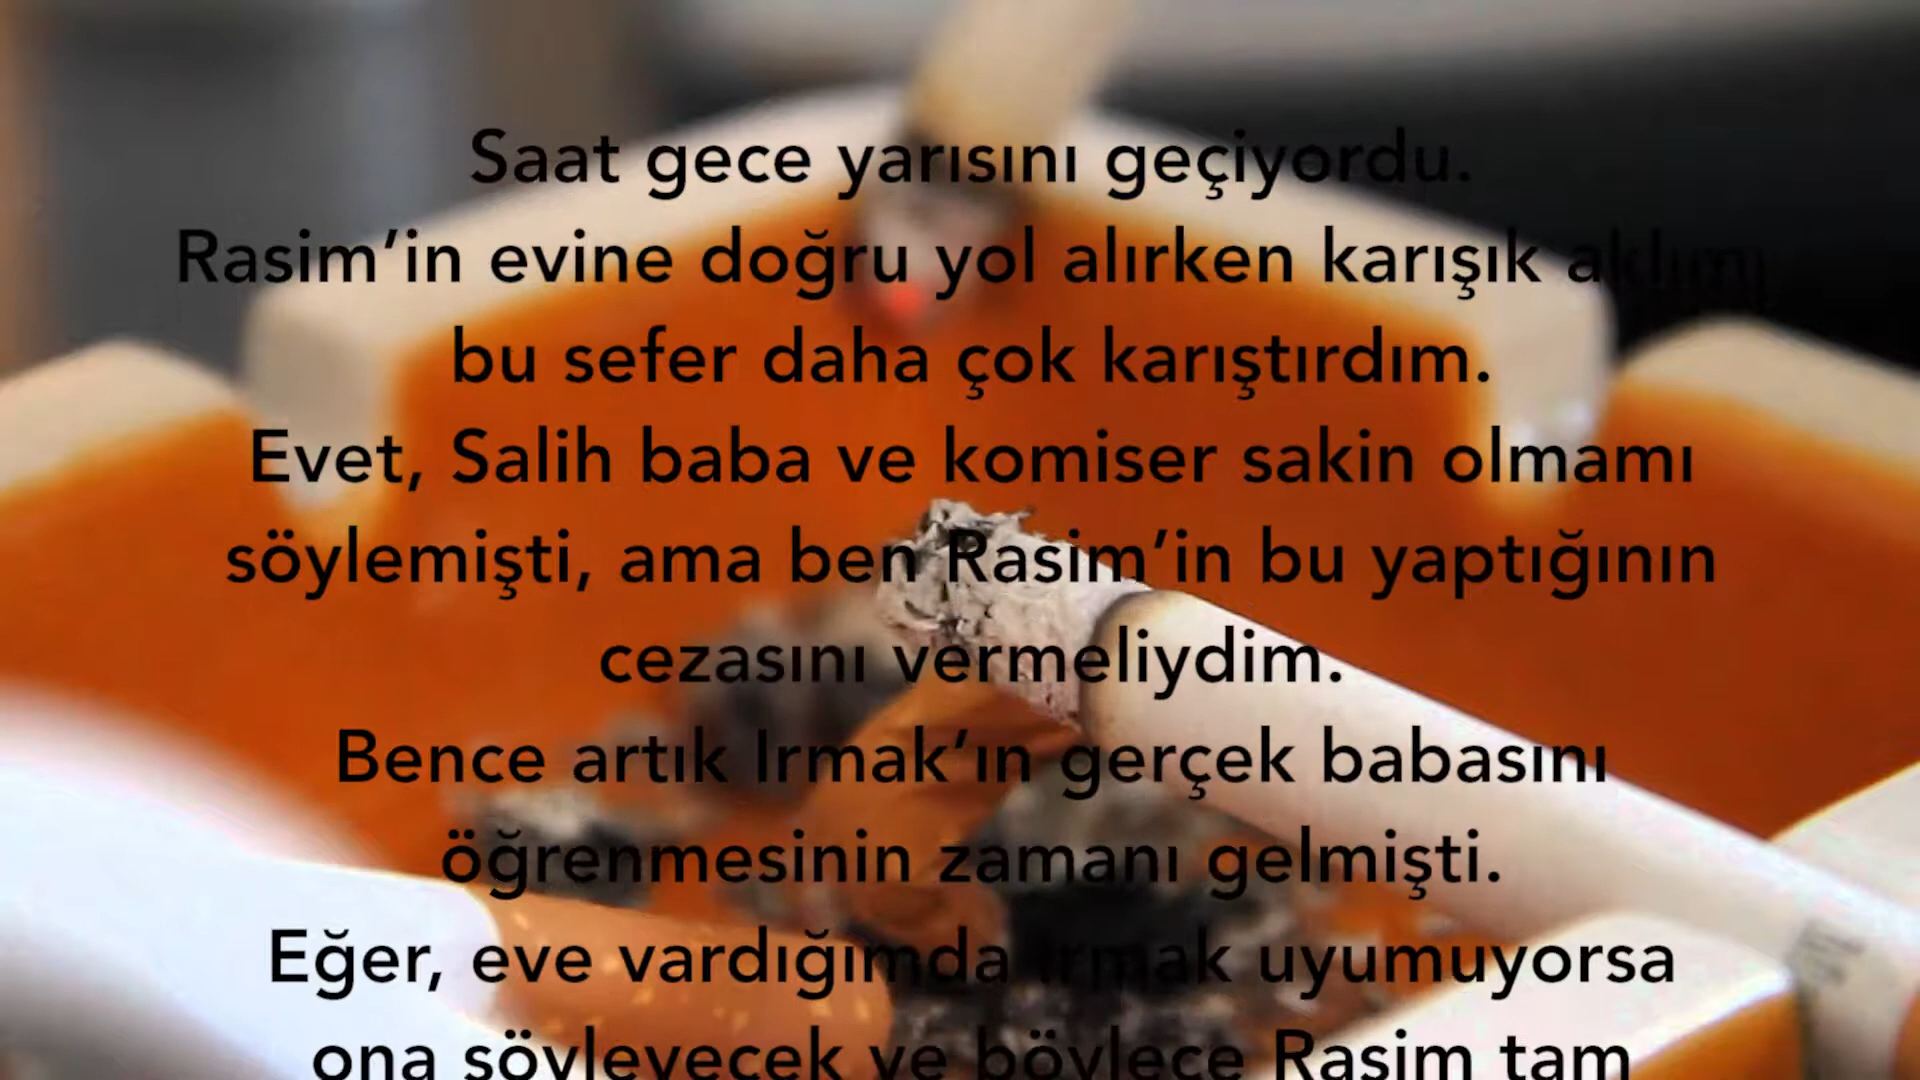 Saat gece yarısını geçiyordu.
Rasim’in evine doğru yol alırken karışık aklımı
bu sefer daha çok karıştırdım.
Evet, Salih baba ve komiser sakin olmamı
söylemişti, ama ben Rasim’in bu yaptığının
cezasını vermeliydim.
Bence artık Irmak’ın gerçek babasını
öğrenmesinin zamanı gelmişti.
Eğer, eve vardığımda Irmak uyumuyorsa
ona söyleyecek ve böylece Rasim tam